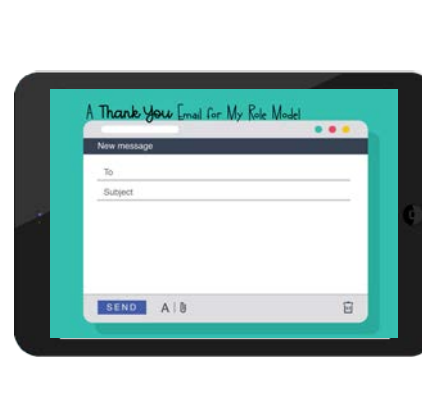 A Thank You Email for My Role Model
New message
To
Subject
SEND A